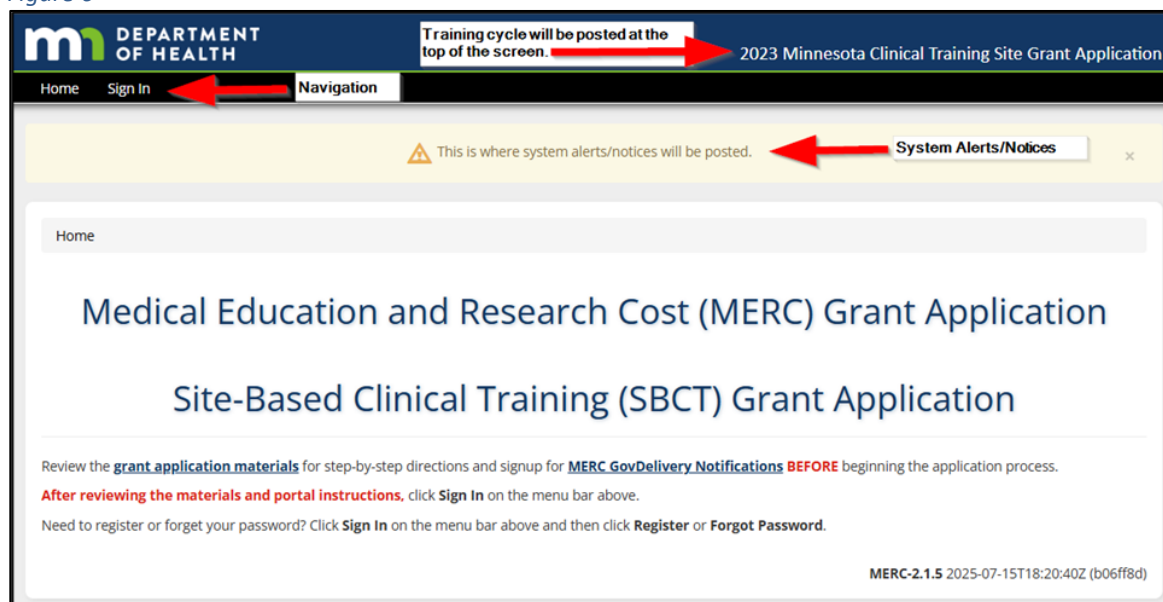 DEPARTMENT
OF HEALTH
Training cycle will be posted at the
top of the screen.
2023 Minnesota Clinical Training Site Grant Application
Home Sign In
Navigation
This is where system alerts/notices will be posted.
System Alerts/Notices
×
Home
Medical Education and Research Cost (MERC) Grant Application
Site-Based Clinical Training (SBCT) Grant Application
Review the grant application materials for step-by-step directions and signup for MERC GovDelivery Notifications BEFORE beginning the application process.
After reviewing the materials and portal instructions, click Sign In on the menu bar above.
Need to register or forget your password? Click Sign In on the menu bar above and then click Register or Forgot Password.
MERC-2.1.5 2025-07-15T18:20:40Z (b06ff8d)